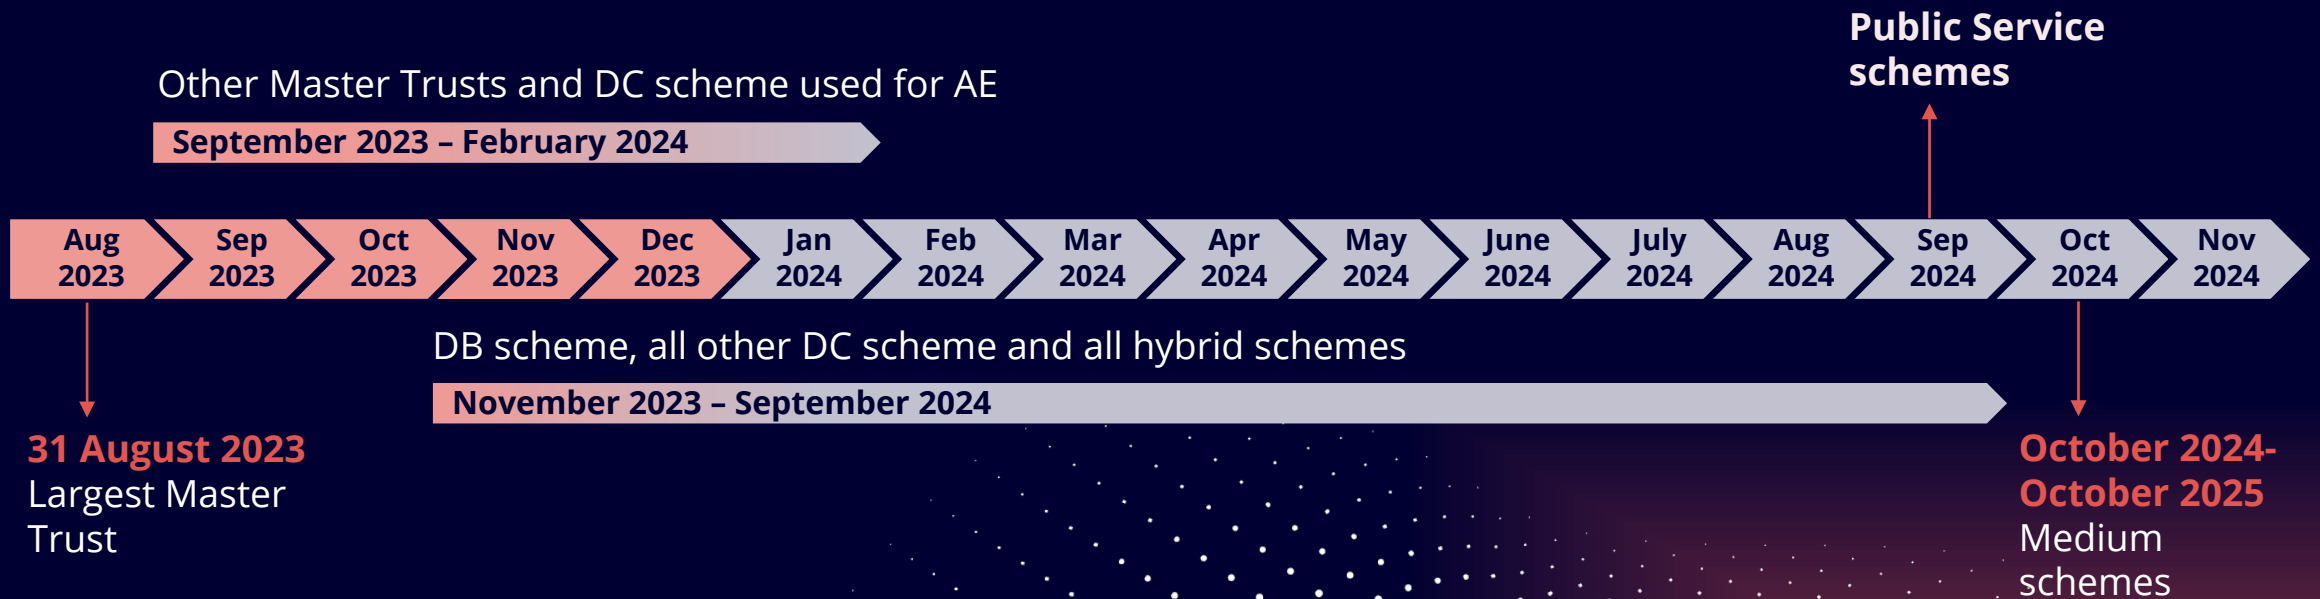 Public Service
schemes
Other Master Trusts and DC scheme used for AE
September 2023 – February 2024
Aug
2023
Sep
2023
Oct
2023
Nov
2023
Dec
2023
Jan
2024
Feb
2024
Mar
2024
Apr
2024
May
2024
June
2024
July
2024
Aug
2024
Sep
2024
Oct
2024
Nov
2024
DB scheme, all other DC scheme and all hybrid schemes
November 2023 – September 2024
31 August 2023
Largest Master
Trust
October 2024-
October 2025
Medium
schemes